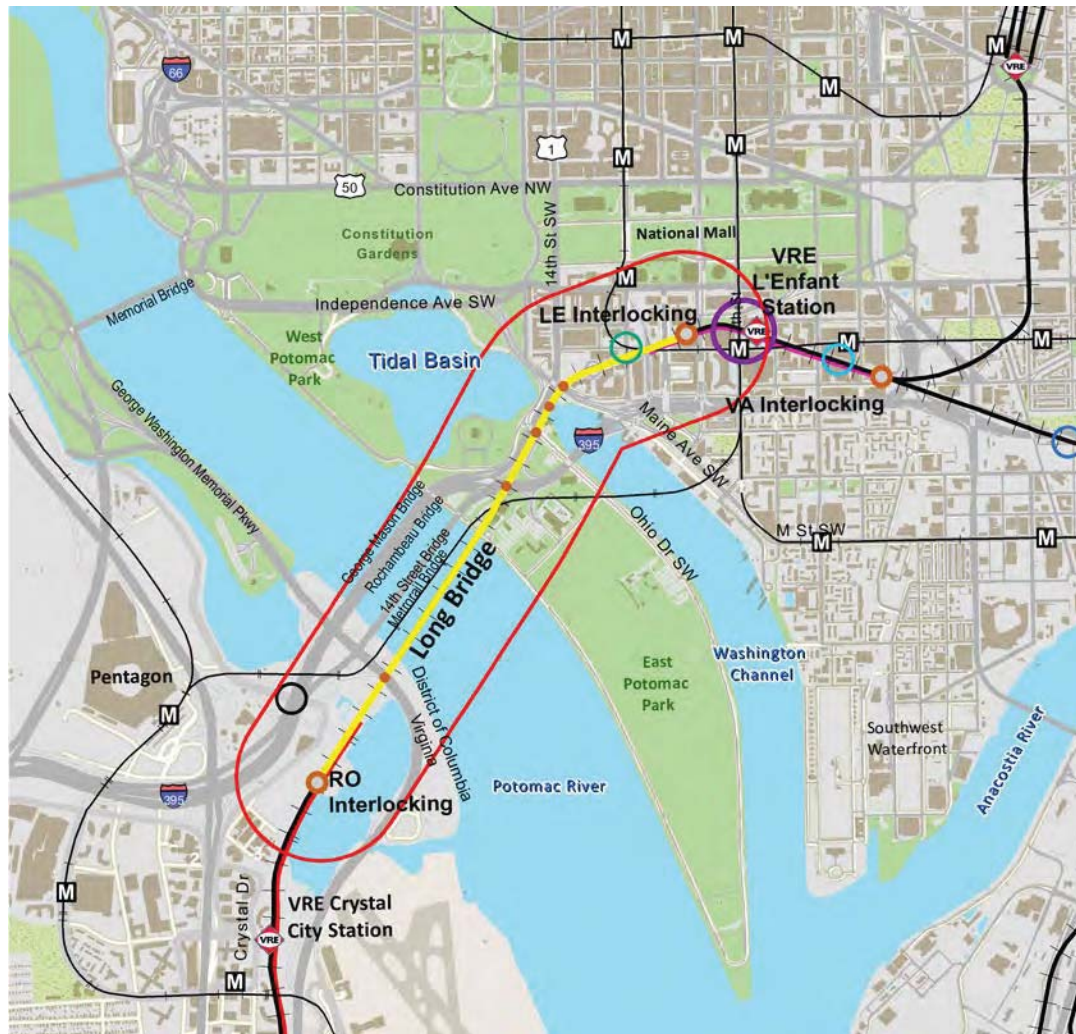 M
M
M
VRE
66
M
1
M
M
50
Constitution Ave NW
14th St SW
National Mall
Constitution
Gardens
VRE
L'Enfant
Station
M
Memorial Bridge
Independence Ave SW
LE Interlocking
VRE
West
Potomac
Park
Tidal Basin
M
M
M
VA Interlocking
George Washington Memorial Pkwy
Maine Ave SW
395
George Mason Bridge
Rochambeau Bridge
14th Street Bridge
Metrorail Bridge
Long Bridge
Ohio Dr SW
M St SW
M
M
Washington
Channel
East
Potomac
Park
Pentagon
M
District of Columbia
Virginia
Southwest
Waterfront
Anacostia River
RO
Interlocking
Potomac River
395
M
Crystal Dr
VRE Crystal
City Station
VRE
M